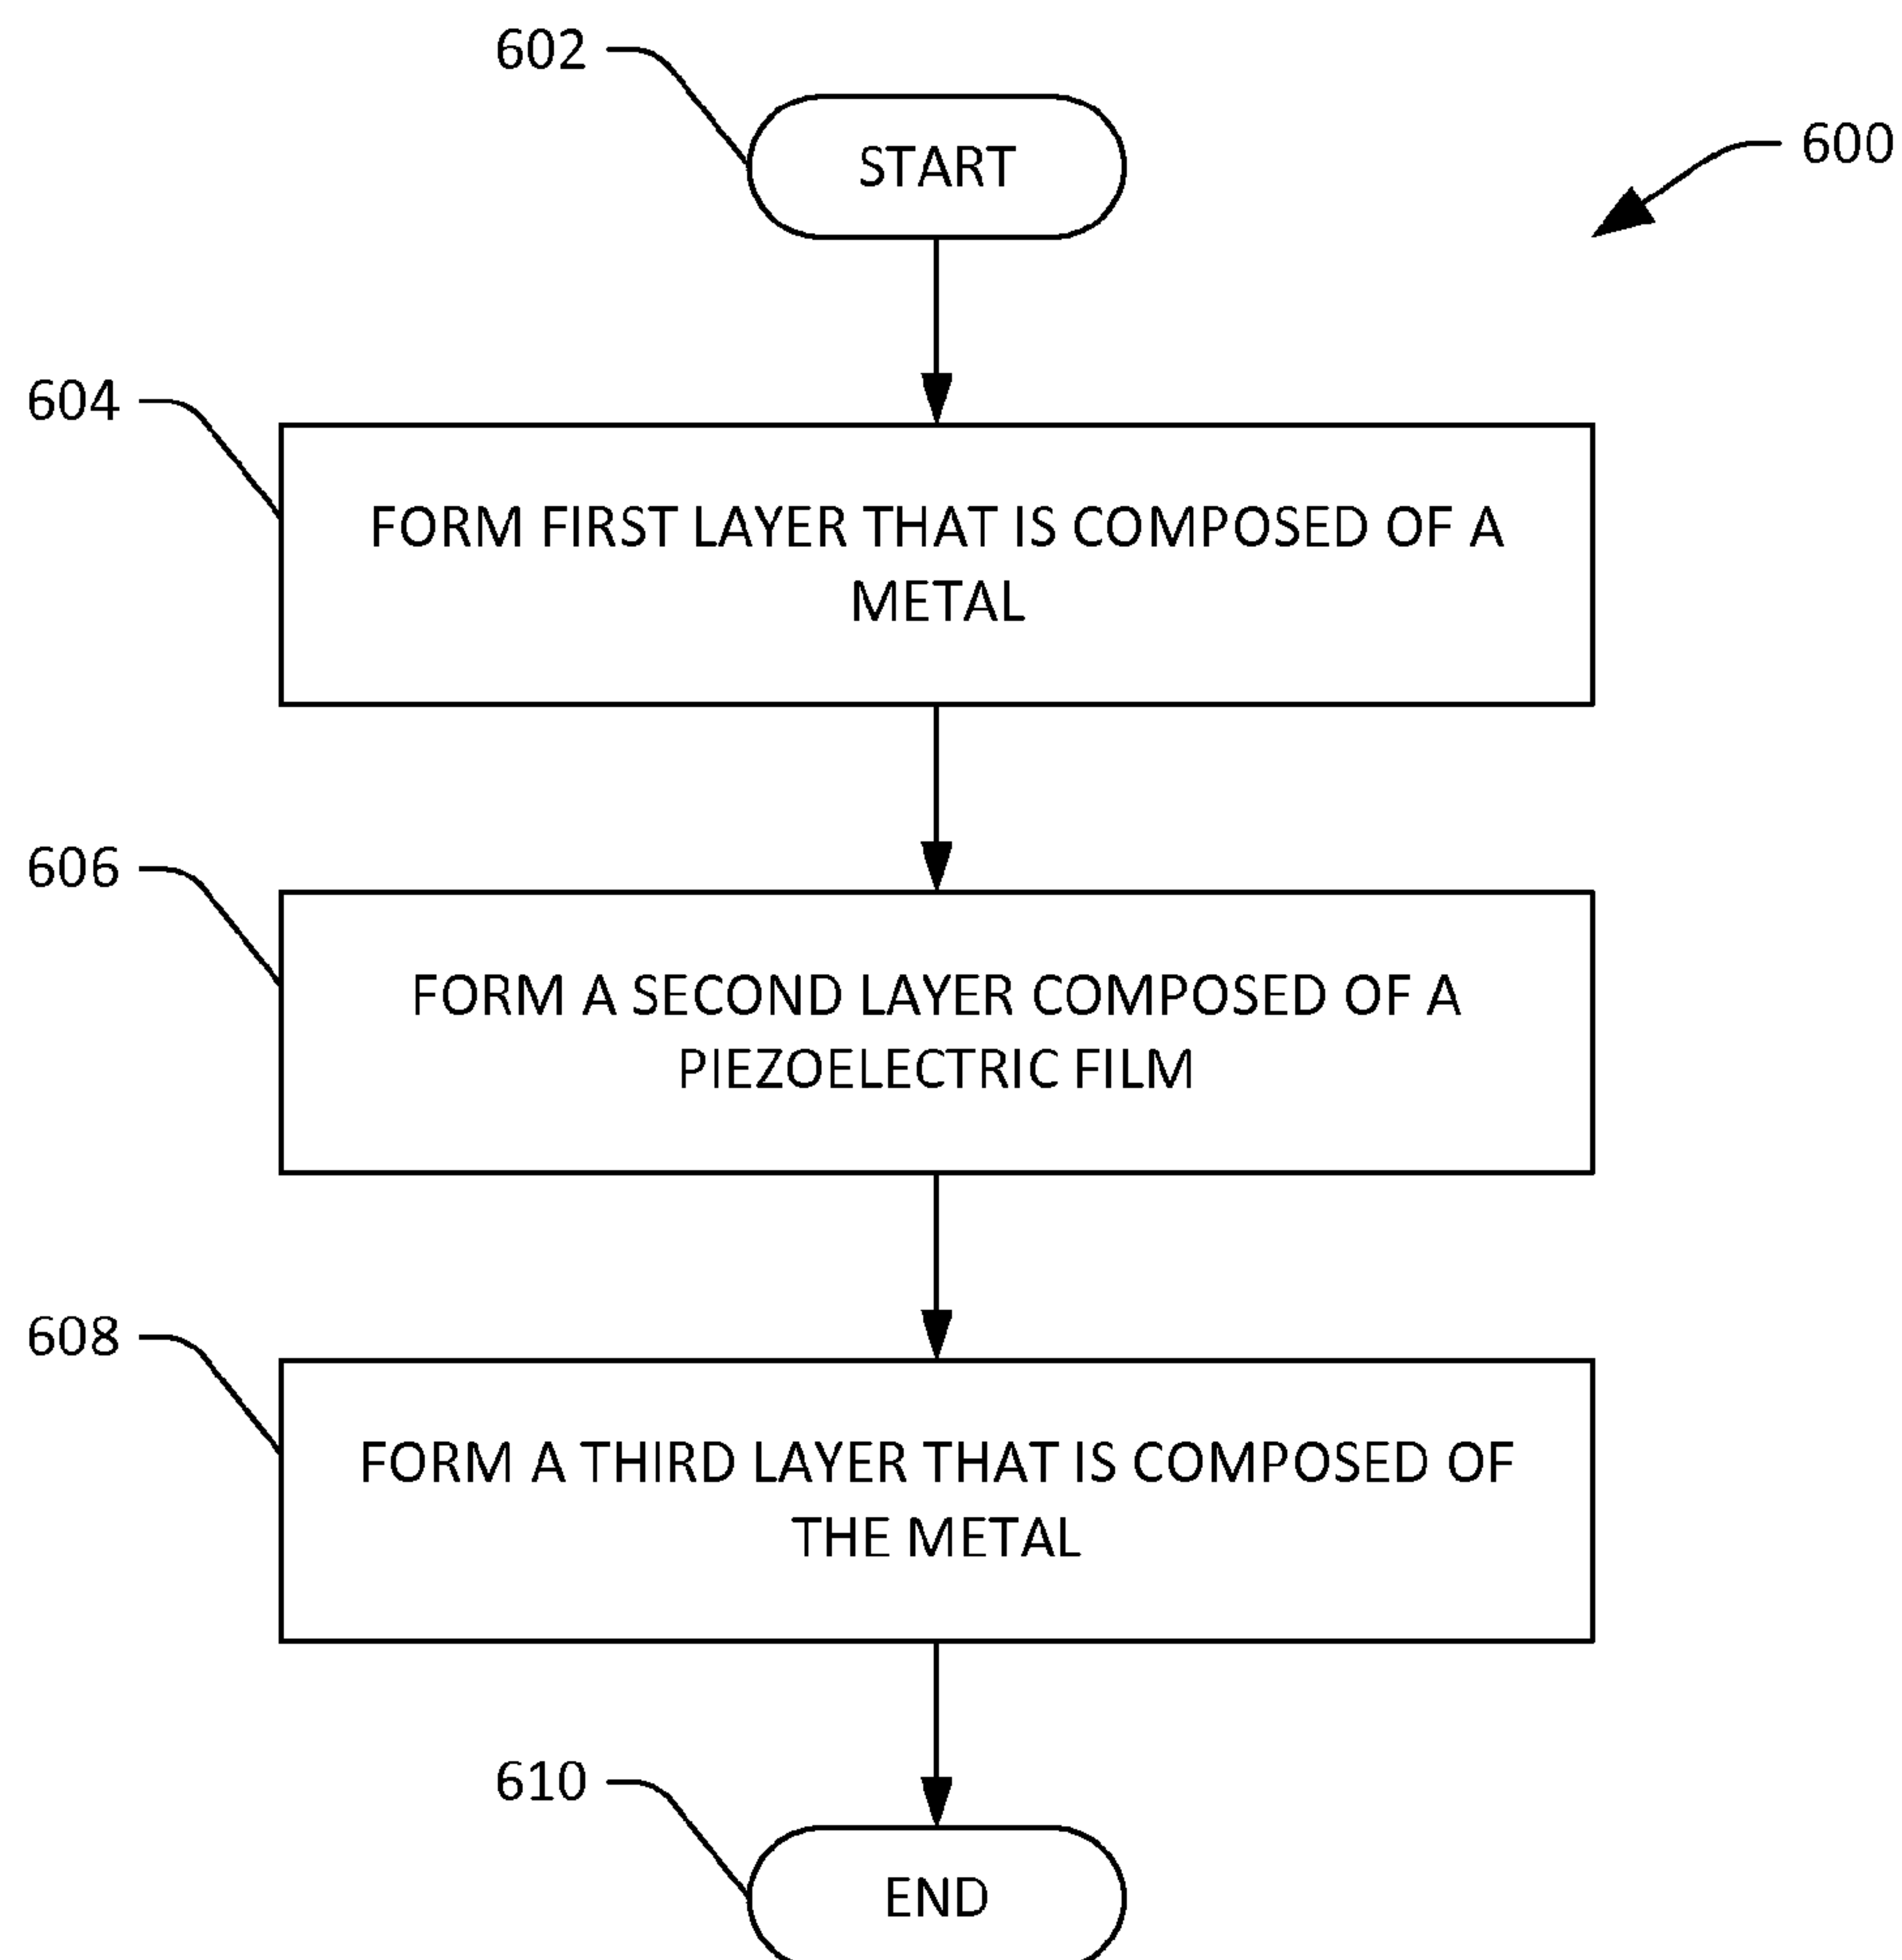 602
START
600
604
FORM FIRST LAYER THAT IS COMPOSED OF A
METAL
606
FORM A SECOND LAYER COMPOSED OF A
PIEZOELECTRIC FILM
608
FORM A THIRD LAYER THAT IS COMPOSED OF
THE METAL
610
END